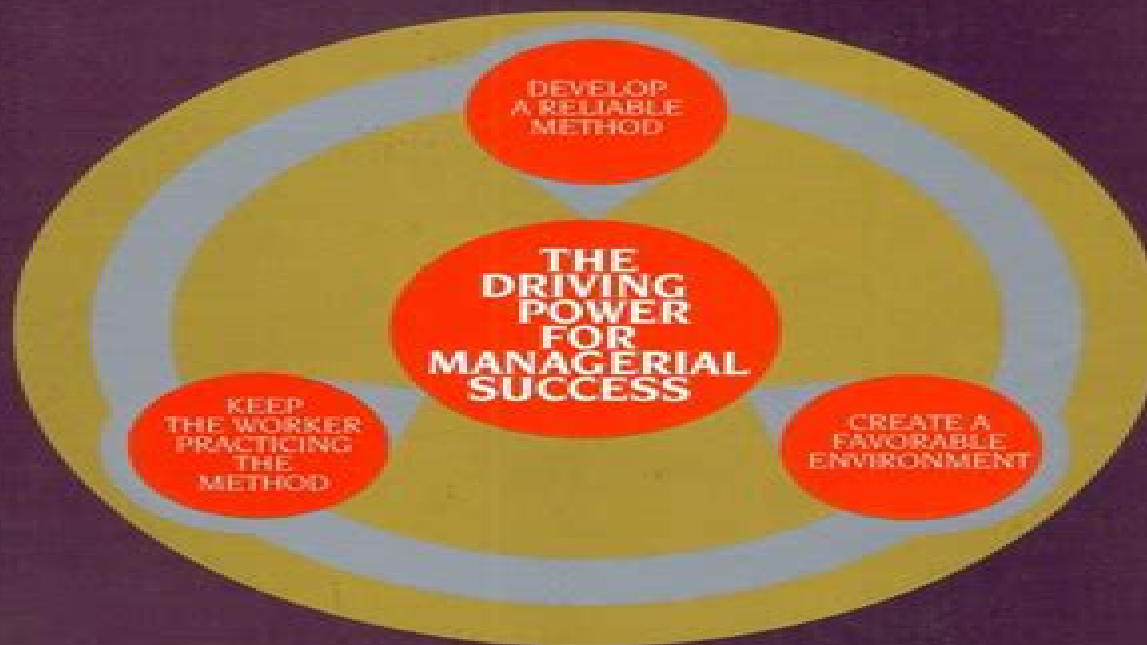 DEVELOP
A RELIABLE
METHOD
THE
DRIVING
POWER
FOR
MANAGERIAL
SUCCESS
KEEP
THE WORKER
PRACTICING
THE
METHOD
CREATE A
FAVORABLE
ENVIRONMENT